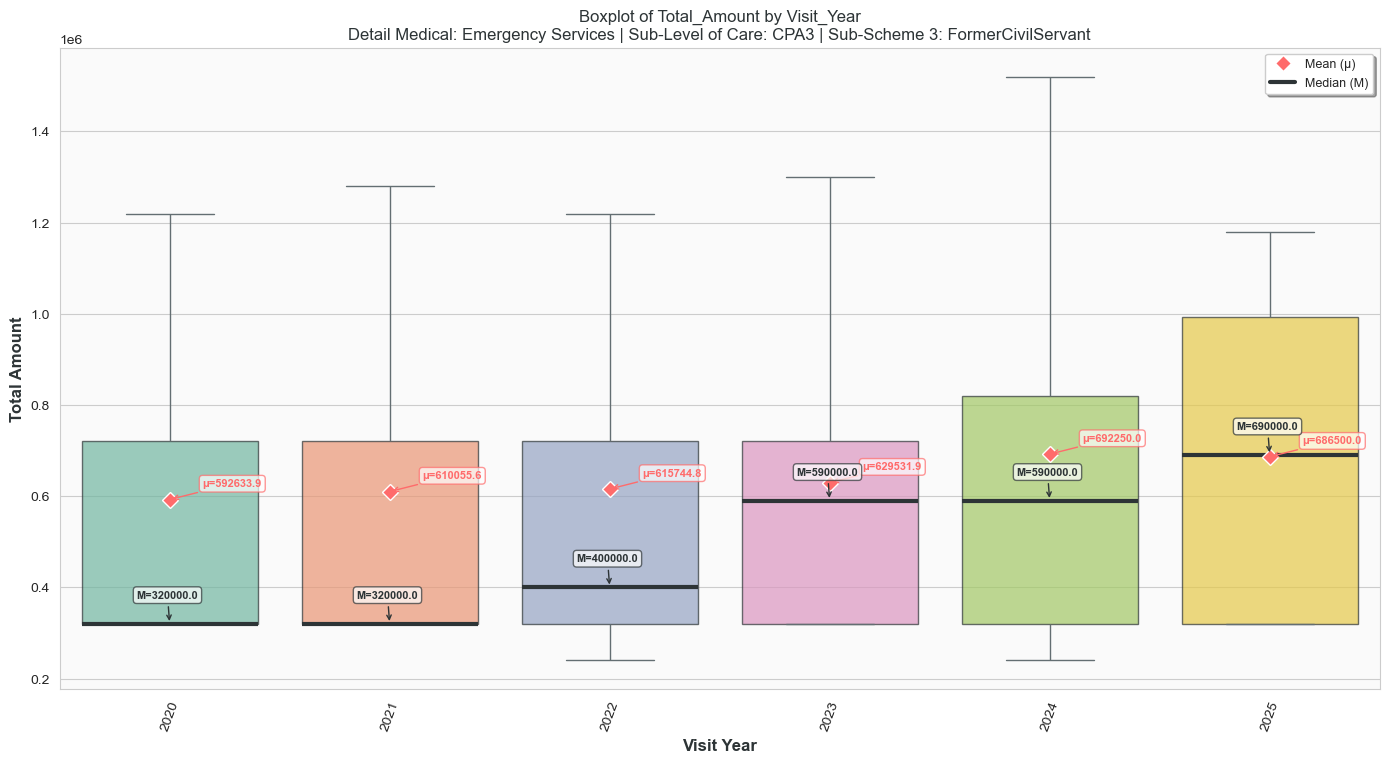 Boxplot of Total_Amount by Visit_Year
Detail Medical: Emergency Services | Sub-Level of Care: CPA3 | Sub-Scheme 3: FormerCivilServant
1e6
Mean (μ)
Median (M)
1.4
1.2
1.0
0.8
0.6
0.4
0.2
Total Amount
μ=592633.9
M=320000.0
μ=610055.6
M=320000.0
μ=615744.8
M=400000.0
μ=629531.9
M=590000.0
μ=692250.0
M=590000.0
M=690000.0
μ=686500.0
2020
2021
2022
2023
2024
2025
Visit Year